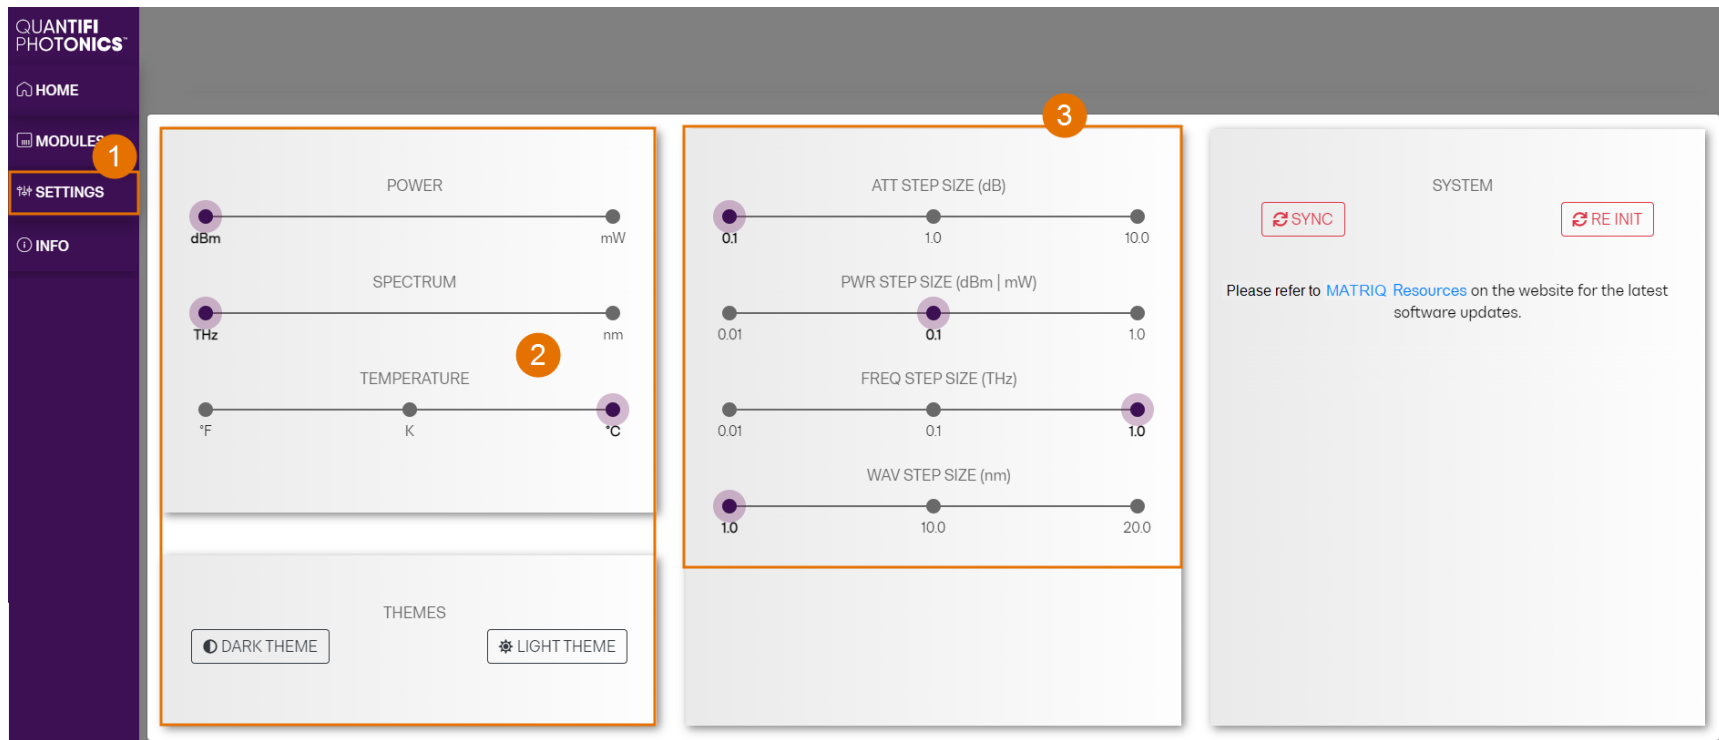 QUANTIFI
PHOTONICS™
HOME
MODULES
1
SETTINGS
INFO
POWER
dBm mW
SPECTRUM
THz nm
2
TEMPERATURE
°F K °C
THEMES
DARK THEME LIGHT THEME
3
ATT STEP SIZE (dB)
0.1 1.0 10.0
PWR STEP SIZE (dBm | mW)
0.01 0.1 1.0
FREQ STEP SIZE (THz)
0.01 0.1 1.0
WAV STEP SIZE (nm)
1.0 10.0 20.0
SYSTEM
SYNC RE INIT
Please refer to MATRIQ Resources on the website for the latest
software updates.